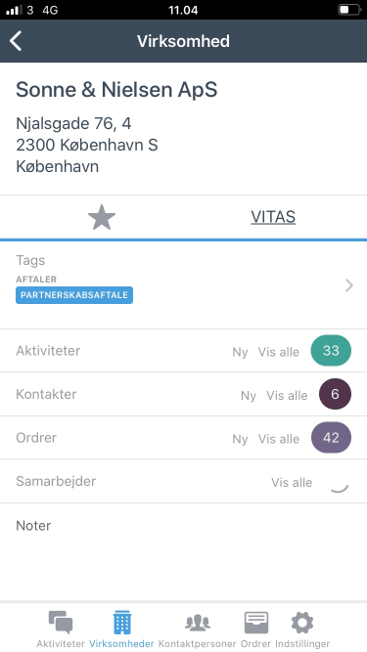 3 4G 11.04
Virksomhed
Sonne & Nielsen ApS
Njalsgade 76, 4
2300 København S
København
VITAS
Tags
AFTALER
PARTNERSKABSAFTALE
Aktiviteter Ny Vis alle 33
Kontakter Ny Vis alle 6
Ordrer Ny Vis alle 42
Samarbejder Vis alle
Noter
Aktiviteter Virksomheder Kontaktpersoner Ordrer Indstillinger